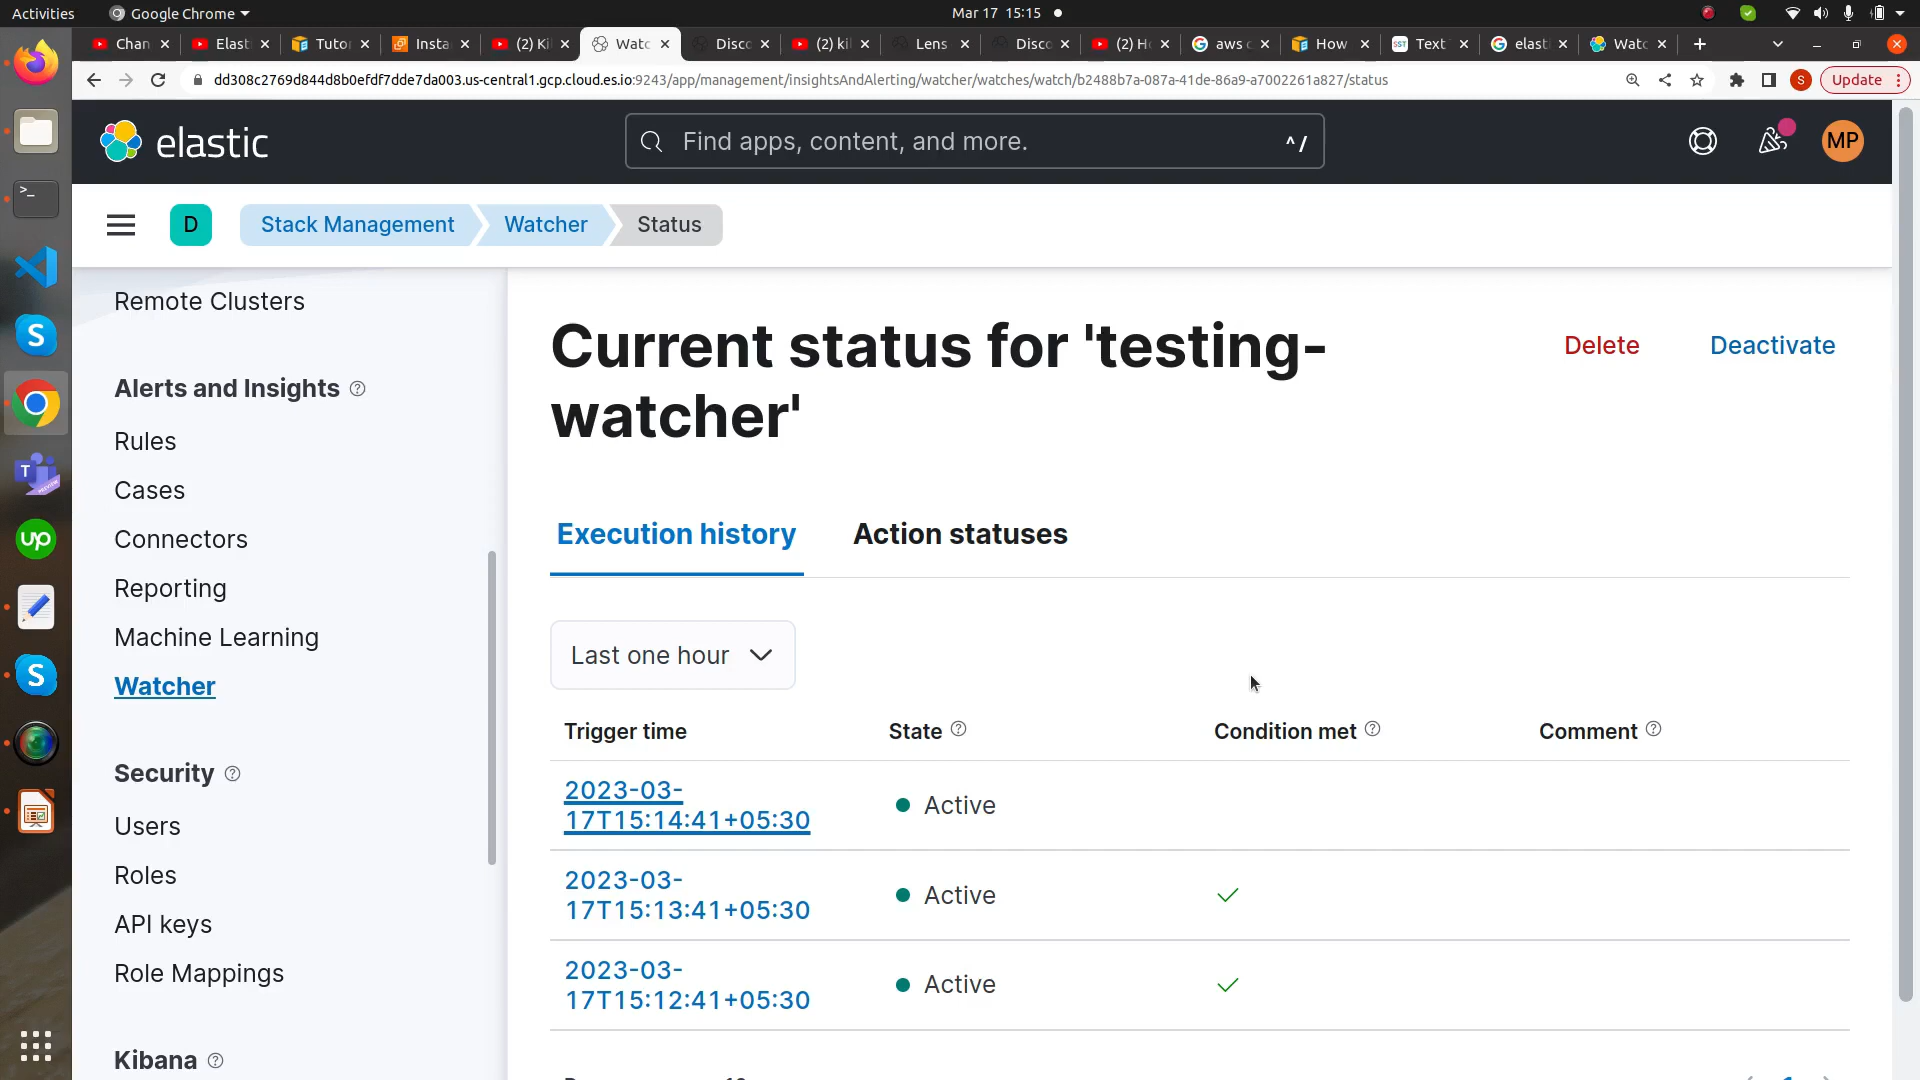 Activities
Google Chrome
Mar 17 15:15
Chan
Elast
Tutor
Insta
(2) Ki
Watc
Disco
(2) ki
Lens
Disco
(2) H
aws c
How
Text
elasti
Watc
dd308c2769d844d8b0efdf7dde7da003.us-central1.gcp.cloud.es.io:9243/app/management/insightsAndAlerting/watcher/watches/watch/b2488b7a-087a-41de-86a9-a7002261a827/status
S
Update
elastic
Find apps, content, and more.
^ /
MP
D
Stack Management
Watcher
Status
Remote Clusters
Alerts and Insights
Rules
Cases
Connectors
Reporting
Machine Learning
Watcher
Security
Users
Roles
API keys
Role Mappings
Kibana
Current status for 'testing-
watcher'
Delete
Deactivate
Execution history
Action statuses
Last one hour
Trigger time
State
Condition met
Comment
2023-03-
17T15:14:41+05:30
Active
2023-03-
17T15:13:41+05:30
Active
2023-03-
17T15:12:41+05:30
Active